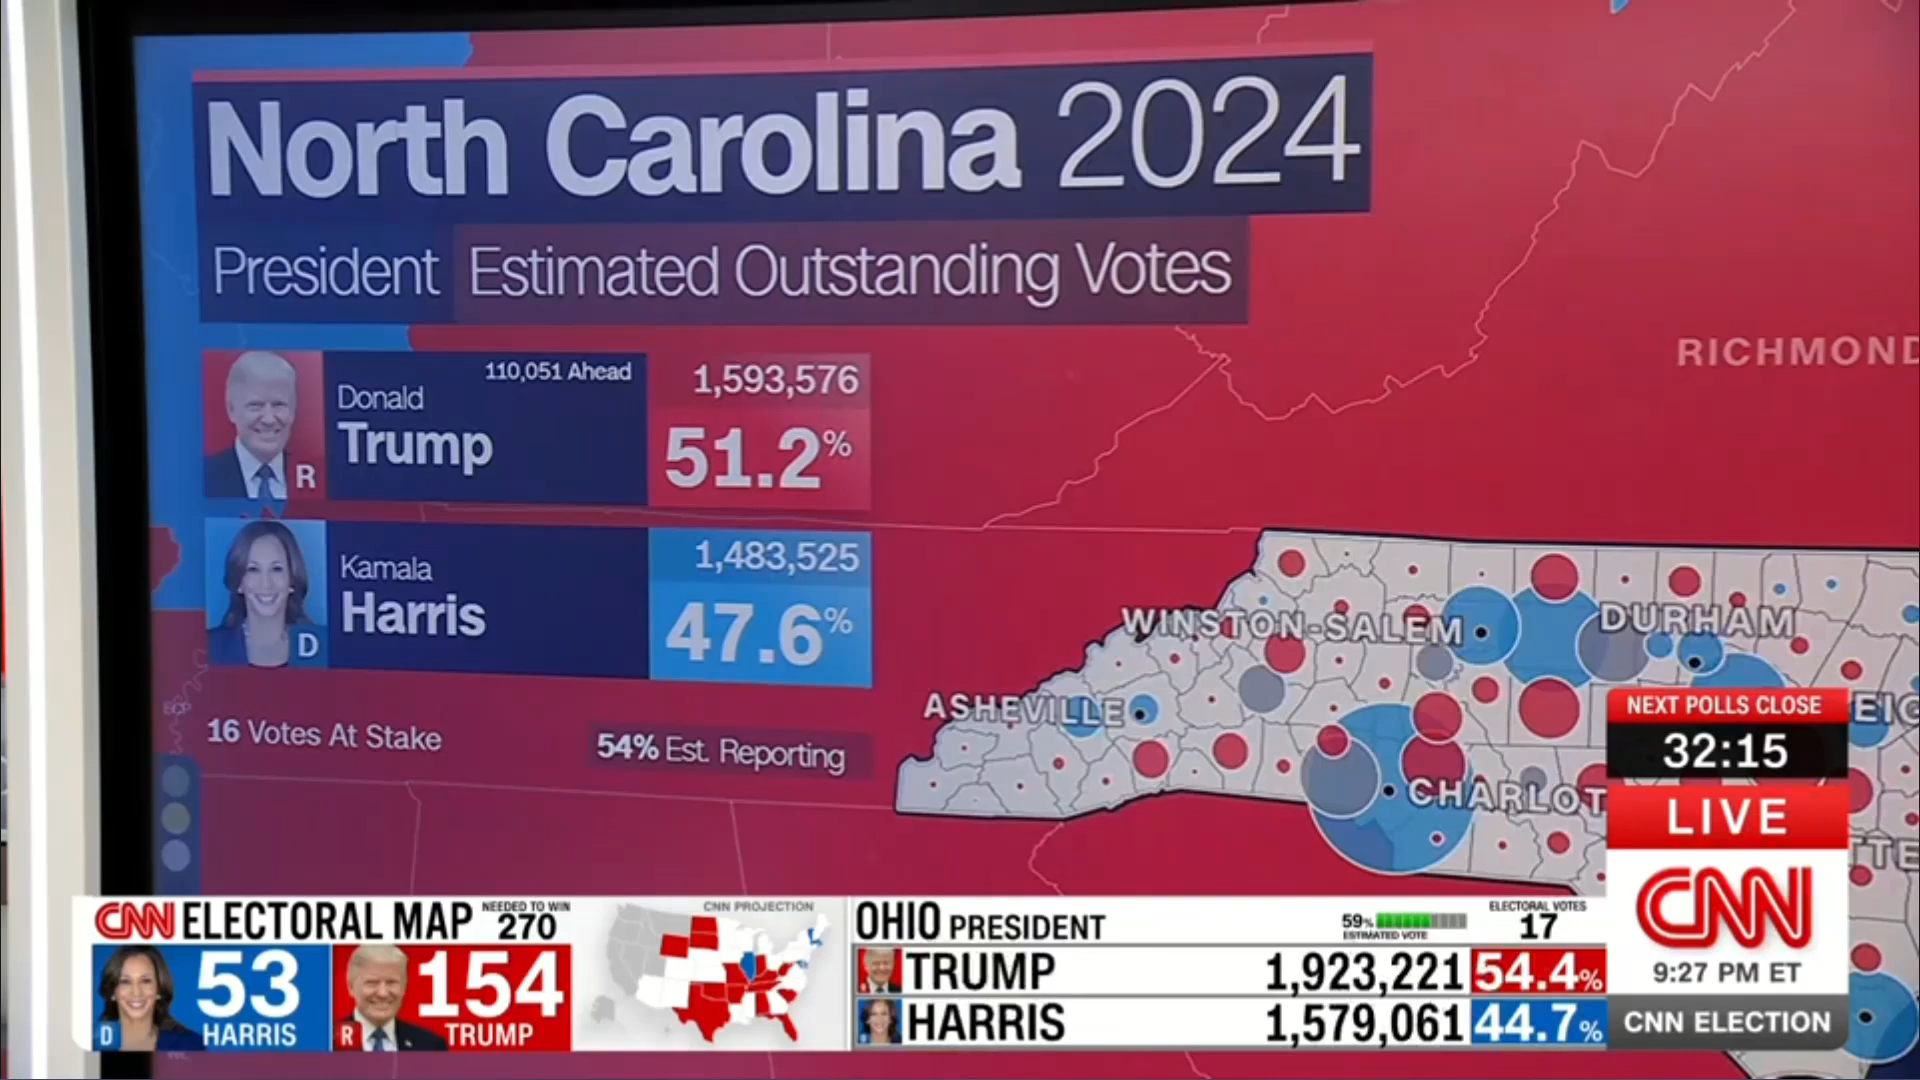 North Carolina 2024
President Estimated Outstanding Votes
110,051 Ahead
1,593,576
Donald
Trump
51.2%
R
Kamala
Harris
1,483,525
47.6%
D
16 Votes At Stake
54% Est. Reporting
RICHMOND
WINSTON-SALEM
DURHAM
ASHEVILLE
CHARLOT
EIG
TTE
NEXT POLLS CLOSE
32:15
LIVE
CNN
9:27 PM ET
CNN ELECTION
CNN ELECTORAL MAP
NEEDED TO WIN
270
CNN PROJECTION
D
53
HARRIS
R
154
TRUMP
OHIO PRESIDENT
59%
ESTIMATED VOTE
ELECTORAL VOTES
17
TRUMP 1,923,221 54.4%
HARRIS 1,579,061 44.7%